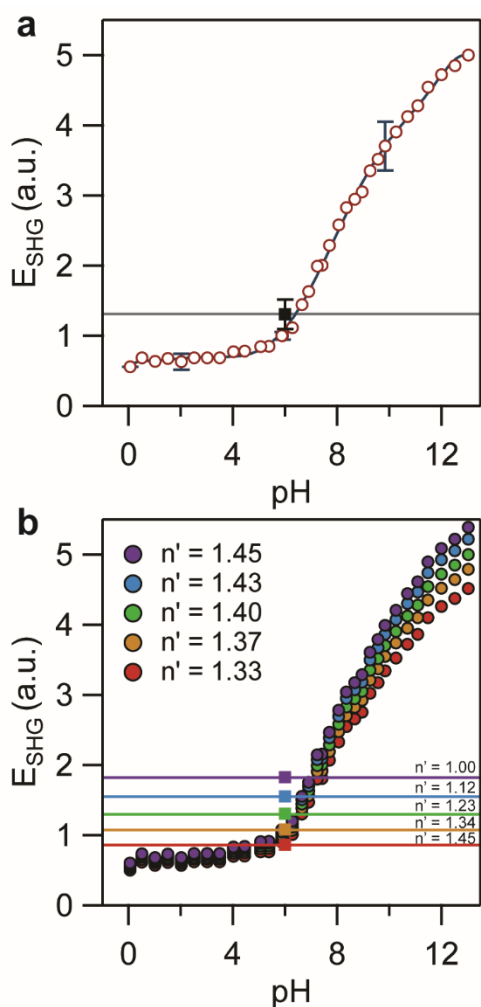 a
5
4
3
2
1
0
E_SHG (a.u.)
0 4 8 12
pH
b
n' = 1.45
n' = 1.43
n' = 1.40
n' = 1.37
n' = 1.33
5
4
3
2
1
0
E_SHG (a.u.)
n' = 1.00
n' = 1.12
n' = 1.23
n' = 1.34
n' = 1.45
0 4 8 12
pH